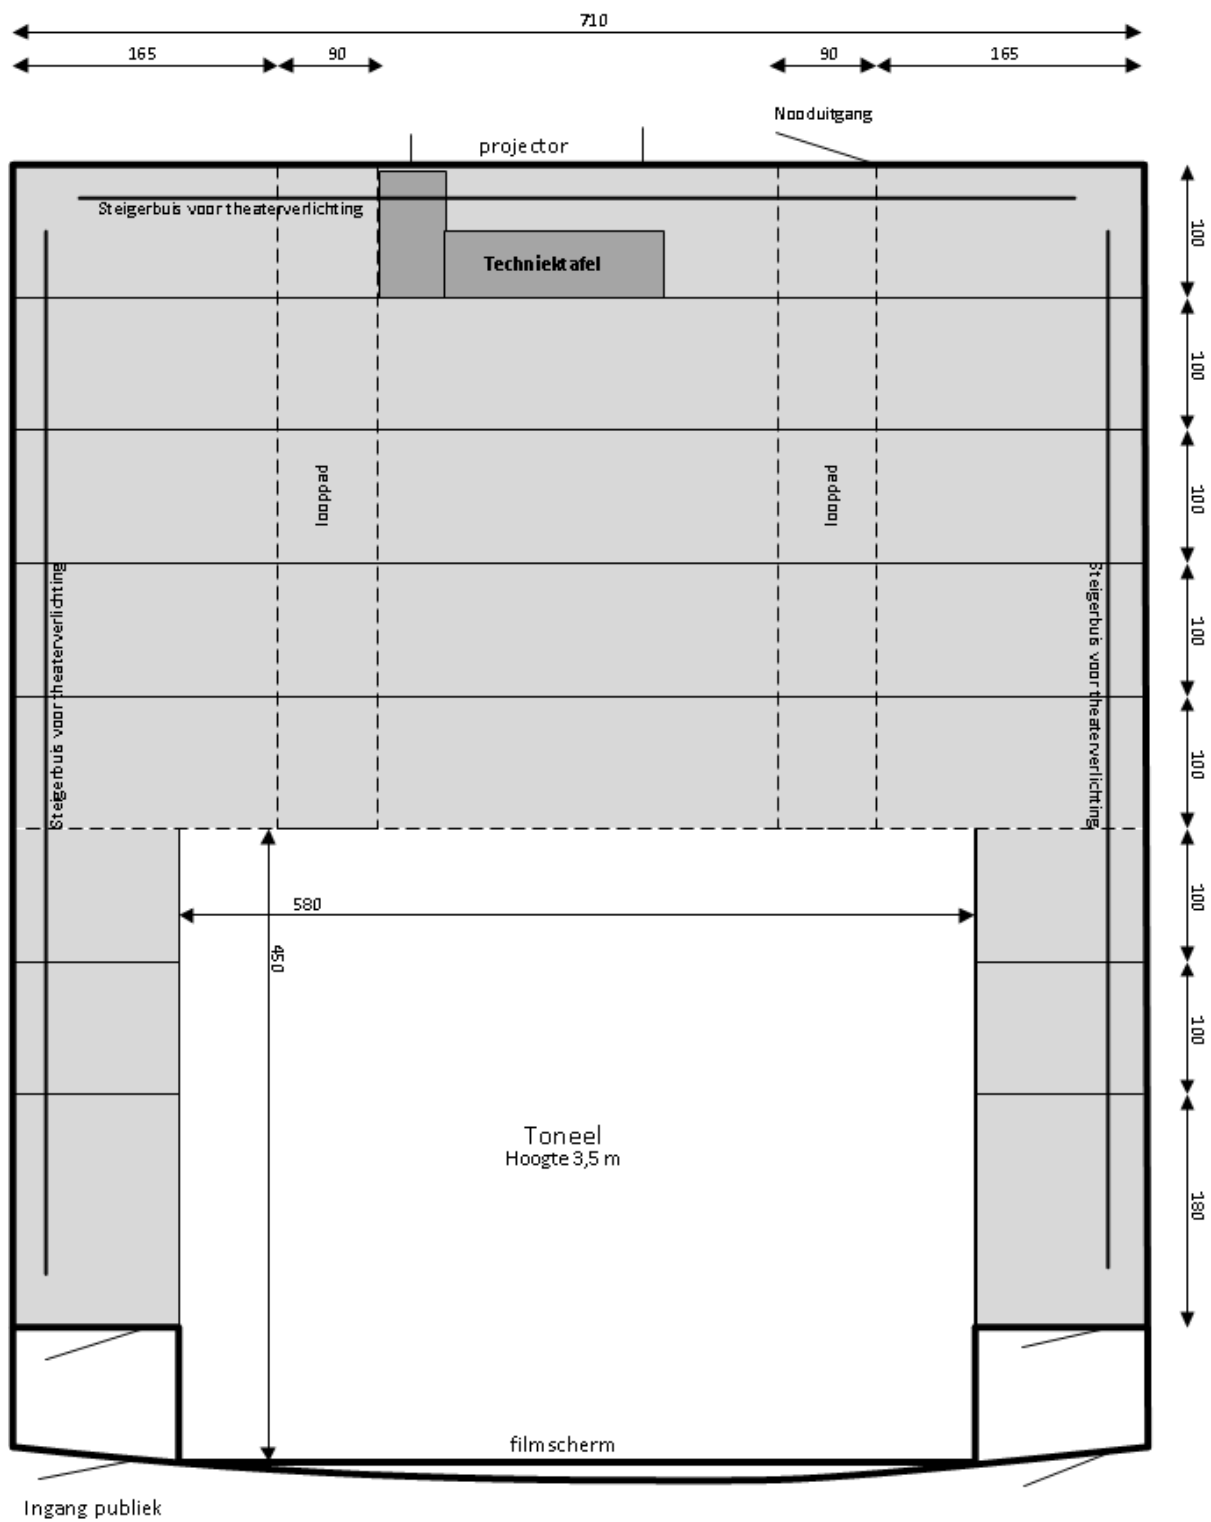 710
165
90
90
165
Nooduitgang
projector
Steigerbuis voor theaterverlichting
Techniektafel
100
100
looppad
looppad
100
Steigerbuis voor theaterverlichting
Steigerbuis voor theaterverlichting
100
100
580
450
100
100
Toneel
Hoogte 3,5 m
180
filmscherm
Ingang publiek